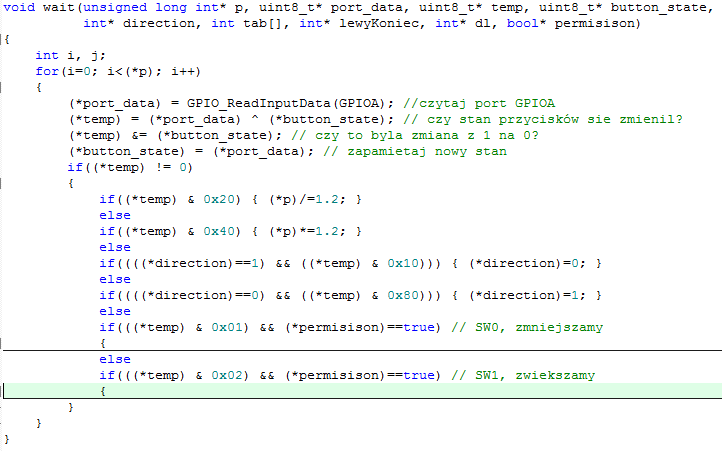 void wait(unsigned long int* p, uint8_t* port_data, uint8_t* temp, uint8_t* button_state,
int* direction, int tab[], int* lewyKoniec, int* dl, bool* permisison)
{
int i, j;
for(i=0; i<(*p); i++)
{
(*port_data) = GPIO_ReadInputData(GPIOA); //czytaj port GPIOA
(*temp) = (*port_data) ^ (*button_state); // czy stan przycisków sie zmienil?
(*temp) &= (*button_state); // czy to byla zmiana z 1 na 0?
(*button_state) = (*port_data); // zapamietaj nowy stan
if((*temp) != 0)
{
if((*temp) & 0x20) { (*p)/=1.2; }
else
if((*temp) & 0x40) { (*p)*=1.2; }
else
if((((*direction)==1) && ((*temp) & 0x10))) { (*direction)=0; }
else
if((((*direction)==0) && ((*temp) & 0x80))) { (*direction)=1; }
else
if(((*temp) & 0x01) && (*permisison)==true) // SW0, zmniejszamy
{
else
if(((*temp) & 0x02) && (*permisison)==true) // SW1, zwiekszamy
{
}
}
}